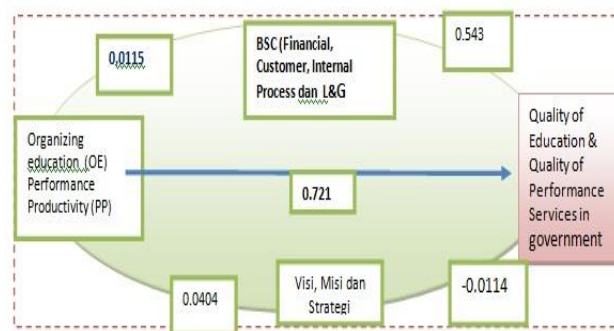 0,0115
BSC (Financial,
Customer, Internal
Process dan L&G
0.543
Organizing
education (OE)
Performance
Productivity (PP)
0.721
Quality of
Education &
Quality of
Performance
Services in
government
0.0404
Visi, Misi dan
Strategi
-0.0114